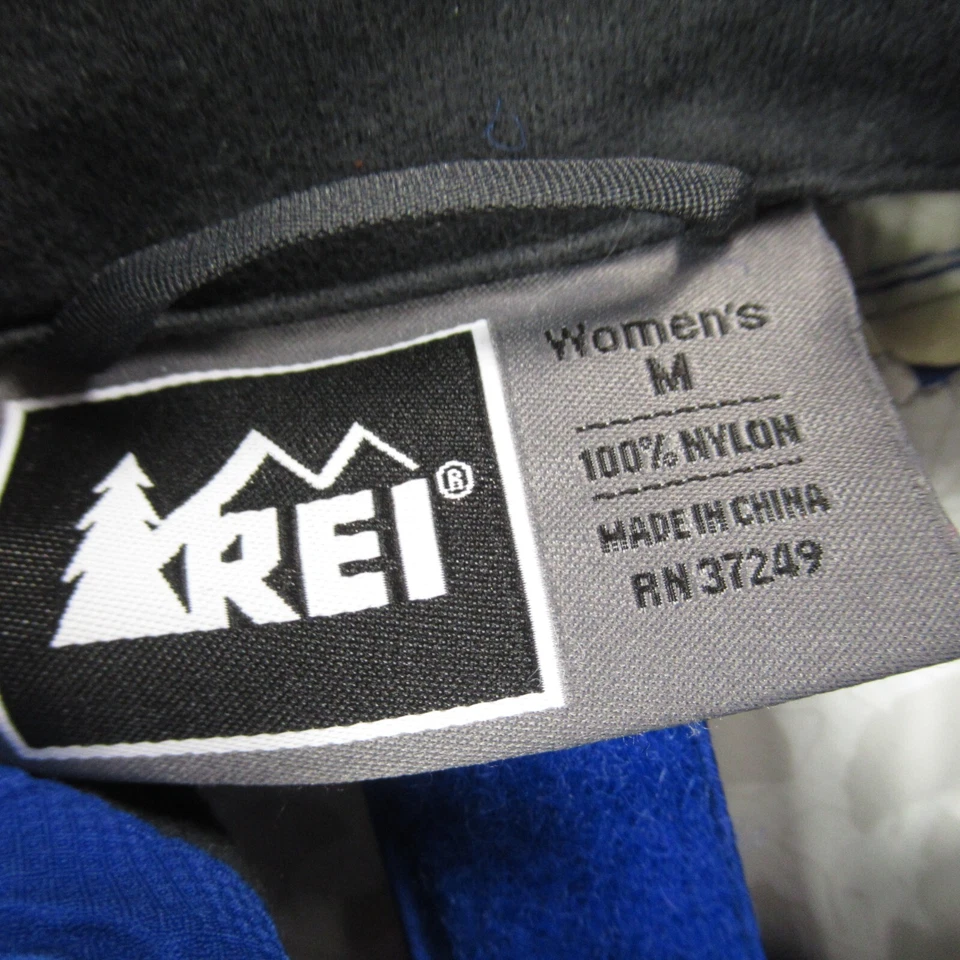 REI®
Women's
M
100% NYLON
MADE IN CHINA
RN 37249